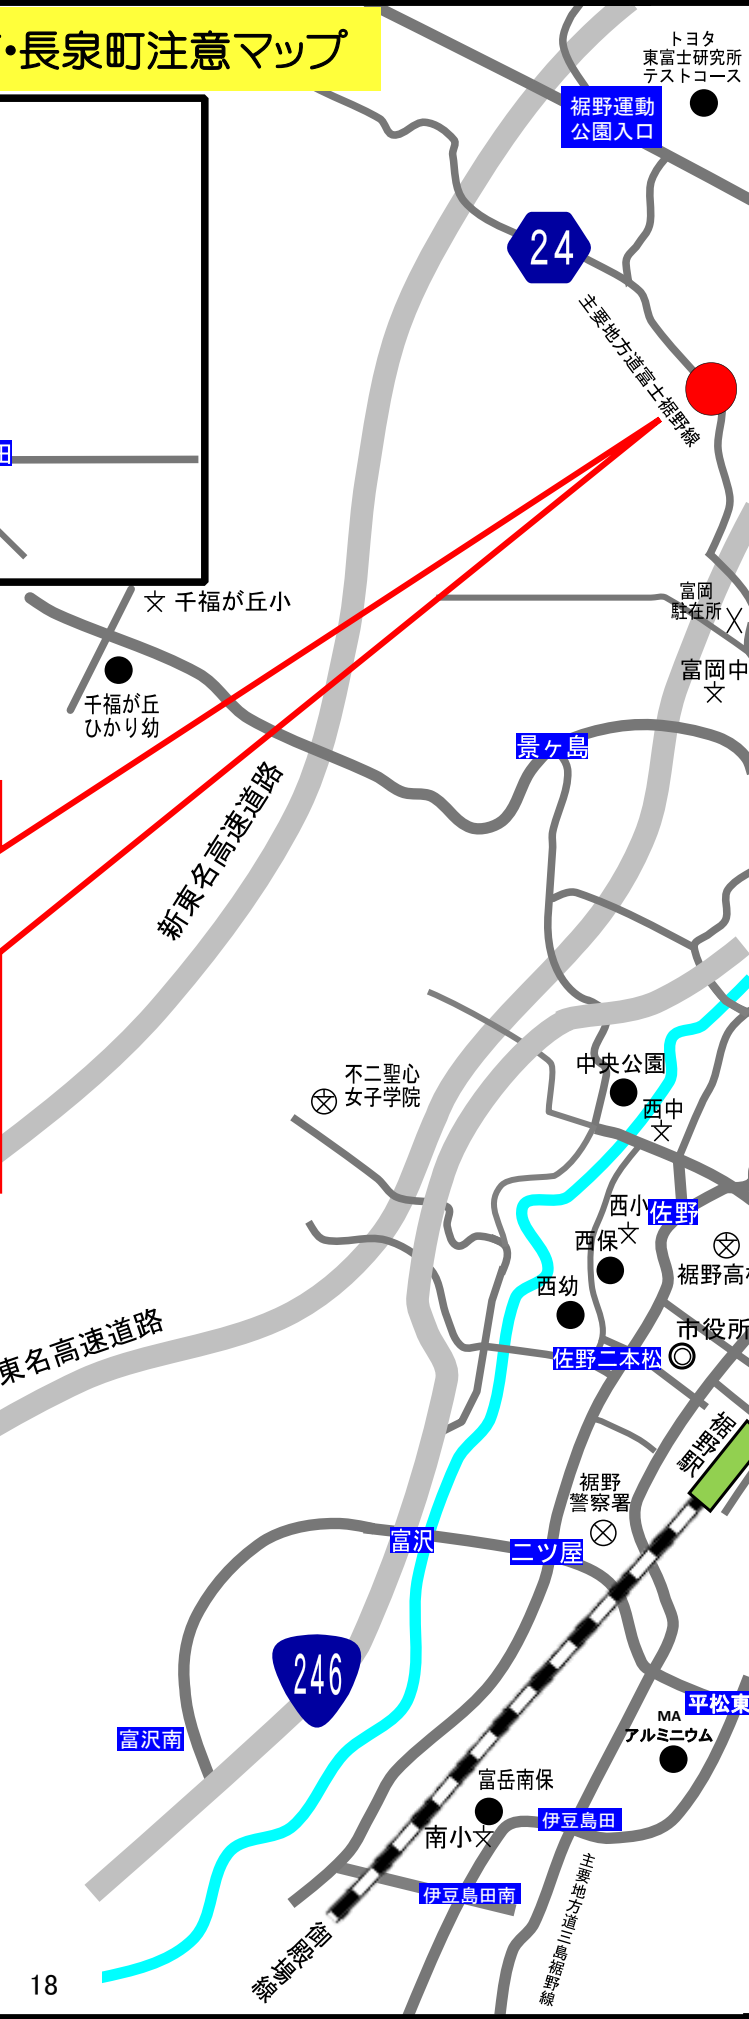 ・長泉町注意マップ
トヨタ
東富士研究所
テストコース
裾野運動
公園入口
24
主要地方道富士裾野線
田
千福が丘小
富岡
駐在所
富岡中
千福が丘
ひかり幼
景ヶ島
新東名高速道路
中央公園
不二聖心
女子学院
西中
西小
佐野
西保
裾野高校
西幼
市役所
東名高速道路
佐野二本松
裾野駅
裾野
警察署
富沢
二ツ屋
246
平松東
MA
アルミニウム
富沢南
富岳南保
伊豆島田
南小
主要地方道三島裾野線
伊豆島田南
御殿場線
18